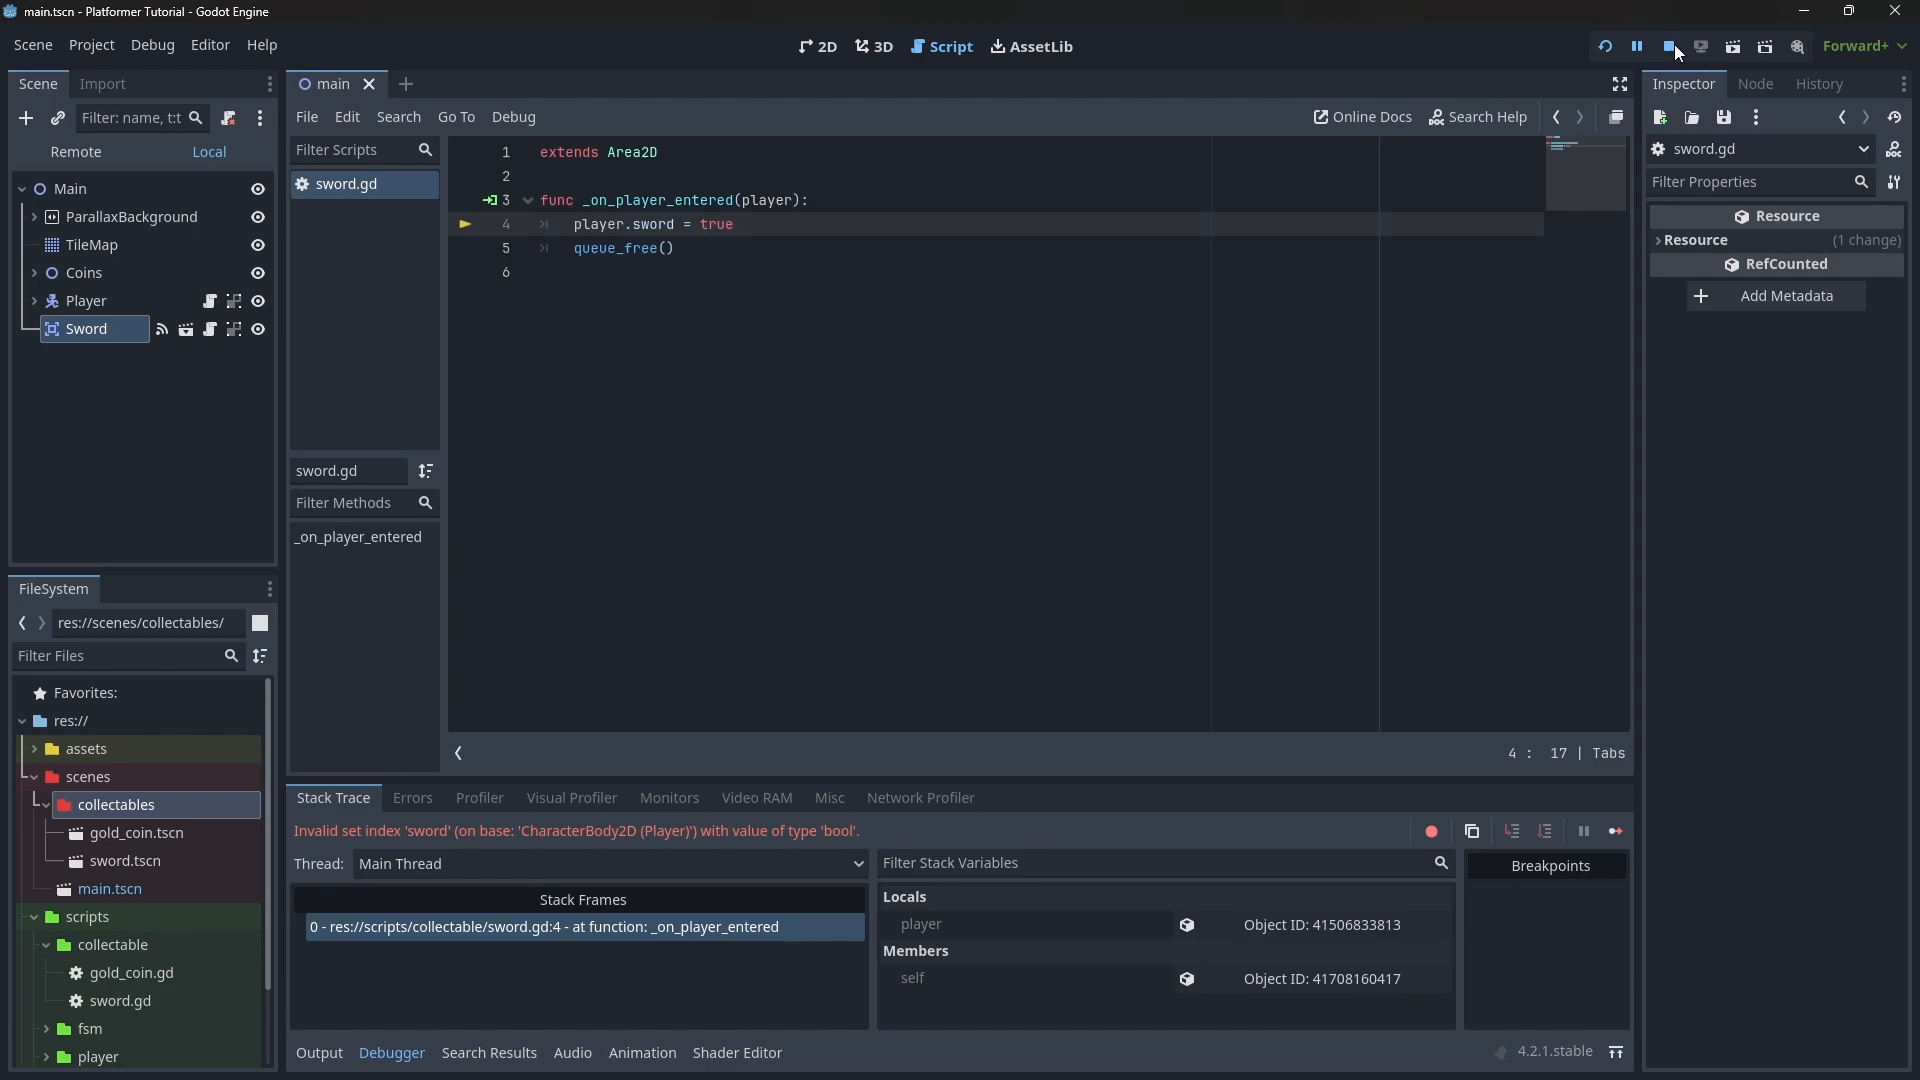 main.tscn - Platformer Tutorial - Godot Engine
Scene Project Debug Editor Help
2D 3D Script AssetLib
Forward+
Scene Import
Filter: name, t:t
Remote Local
Main
ParallaxBackground
TileMap
Coins
Player
Sword
FileSystem
res://scenes/collectables/
Filter Files
Favorites:
res://
assets
scenes
collectables
gold_coin.tscn
sword.tscn
main.tscn
scripts
collectable
gold_coin.gd
sword.gd
fsm
player
main
File Edit Search Go To Debug
Online Docs Search Help
Filter Scripts
sword.gd
sword.gd
Filter Methods
_on_player_entered
1 extends Area2D
2
3 func _on_player_entered(player):
4 player.sword = true
5 queue_free()
6
4 : 17 | Tabs
Stack Trace Errors Profiler Visual Profiler Monitors Video RAM Misc Network Profiler
Invalid set index 'sword' (on base: 'CharacterBody2D (Player)') with value of type 'bool'.
Thread: Main Thread
Filter Stack Variables
Breakpoints
Stack Frames
0 - res://scripts/collectable/sword.gd:4 - at function: _on_player_entered
Locals
player Object ID: 41506833813
Members
self Object ID: 41708160417
Output Debugger Search Results Audio Animation Shader Editor
4.2.1.stable
Inspector Node History
sword.gd
Filter Properties
Resource
Resource (1 change)
RefCounted
Add Metadata